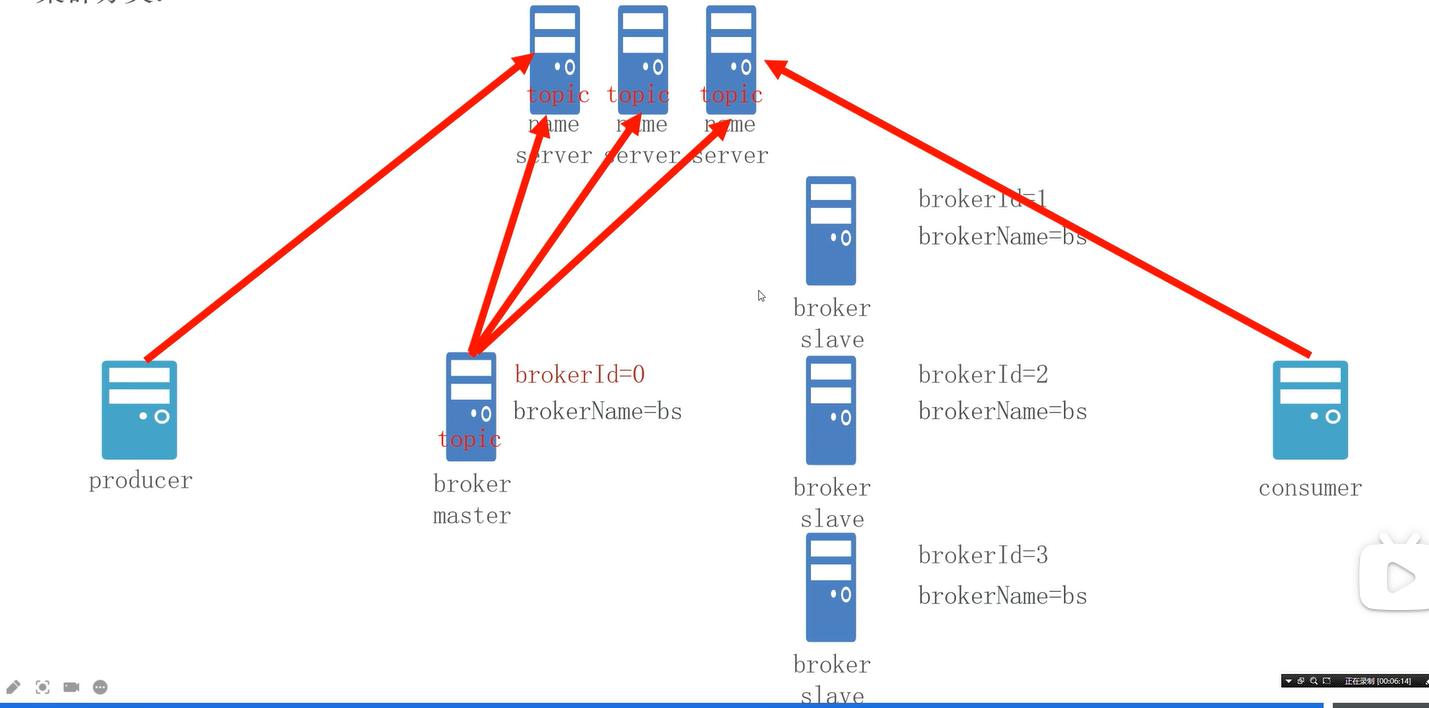 topic topic topic
name name name
server server server
brokerId=1
brokerName=bs
broker
slave
brokerId=0
brokerName=bs
topic
broker
master
producer
brokerId=2
brokerName=bs
broker
slave
consumer
brokerId=3
brokerName=bs
broker
slave
正在录制 [00:06:14]